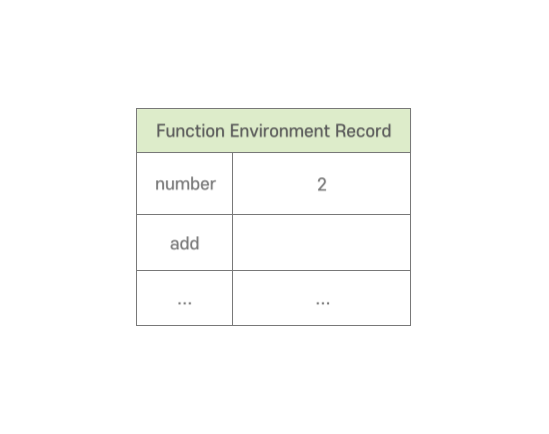 Function Environment Record
number 2
add
... ...